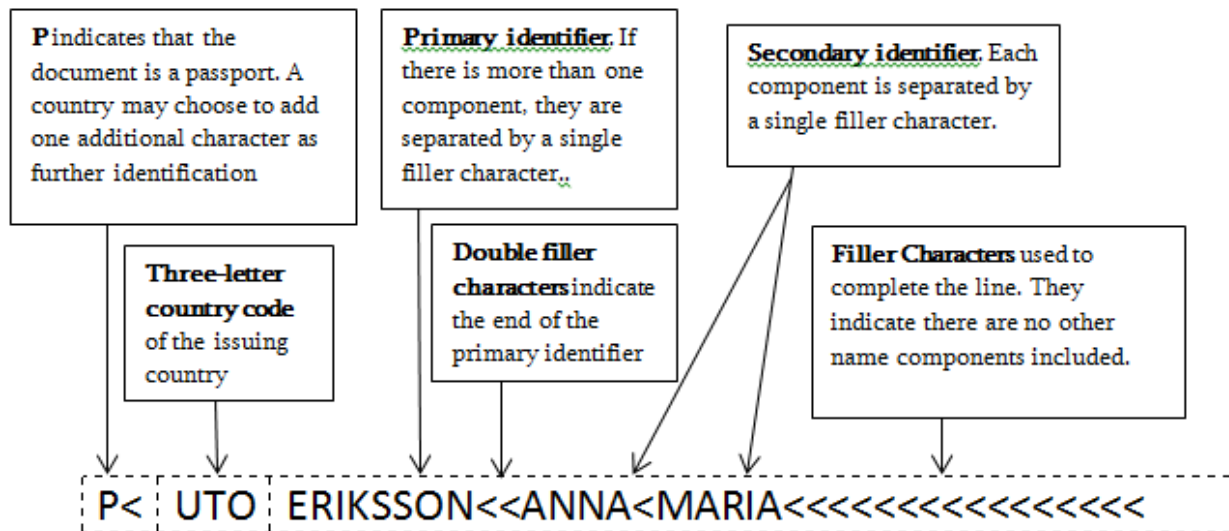 P indicates that the
document is a passport. A
country may choose to add
one additional character as
further identification
Primary identifier. If
there is more than one
component, they are
separated by a single
filler character..
Secondary identifier. Each
component is separated by
a single filler character.
Three-letter
country code
of the issuing
country
Double filler
characters indicate
the end of the
primary identifier
Filler Characters used to
complete the line. They
indicate there are no other
name components included.
P< UTO ERIKSSON<<ANNA<MARIA<<<<<<<<<<<<<<<<<